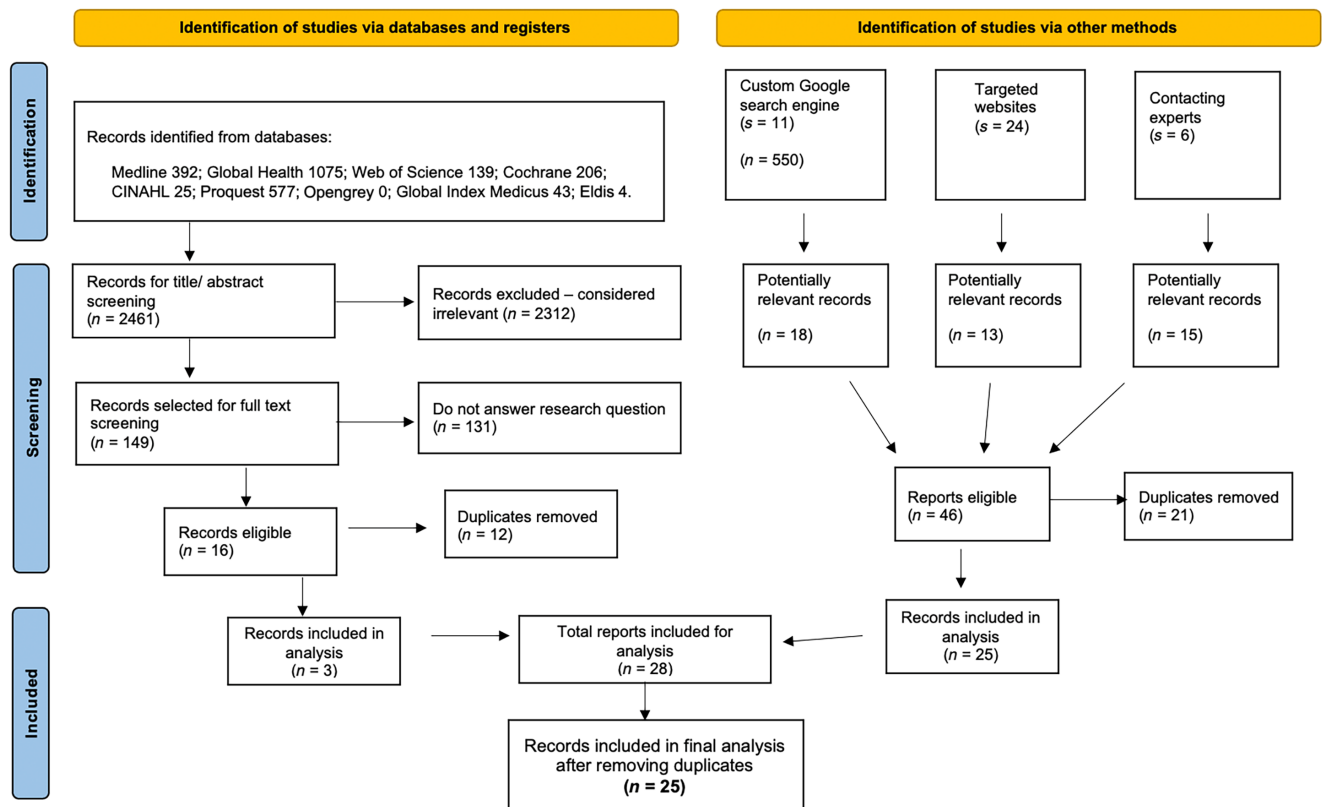 Identification of studies via databases and registers
Identification of studies via other methods
Identification
Records identified from databases:
Medline 392; Global Health 1075; Web of Science 139; Cochrane 206;
CINAHL 25; Proquest 577; Opengrey 0; Global Index Medicus 43; Eldis 4.
Custom Google
search engine
(s = 11)
(n = 550)
Targeted
websites
(s = 24)
Contacting
experts
(s = 6)
Screening
Records for title/ abstract
screening
(n = 2461)
Records excluded – considered
irrelevant (n = 2312)
Potentially
relevant records
(n = 18)
Potentially
relevant records
(n = 13)
Potentially
relevant records
(n = 15)
Records selected for full text
screening
(n = 149)
Do not answer research question
(n = 131)
Records eligible
(n = 16)
Duplicates removed
(n = 12)
Reports eligible
(n = 46)
Duplicates removed
(n = 21)
Included
Records included in
analysis
(n = 3)
Total reports included for
analysis
(n = 28)
Records included in
analysis
(n = 25)
Records included in final analysis
after removing duplicates
(n = 25)